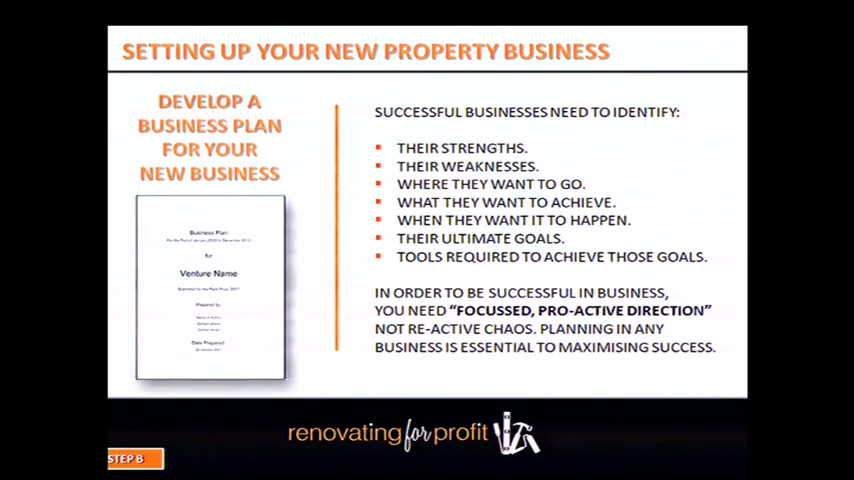 SETTING UP YOUR NEW PROPERTY BUSINESS
DEVELOP A
BUSINESS PLAN
FOR YOUR
NEW BUSINESS
Business Plan
for
Venture Name
Prepared by
Date Prepared
SUCCESSFUL BUSINESSES NEED TO IDENTIFY:
THEIR STRENGTHS.
THEIR WEAKNESSES.
WHERE THEY WANT TO GO.
WHAT THEY WANT TO ACHIEVE.
WHEN THEY WANT IT TO HAPPEN.
THEIR ULTIMATE GOALS.
TOOLS REQUIRED TO ACHIEVE THOSE GOALS.
IN ORDER TO BE SUCCESSFUL IN BUSINESS,
YOU NEED “FOCUSSED, PRO-ACTIVE DIRECTION”
NOT RE-ACTIVE CHAOS. PLANNING IN ANY
BUSINESS IS ESSENTIAL TO MAXIMISING SUCCESS.
renovating for profit
STEP B